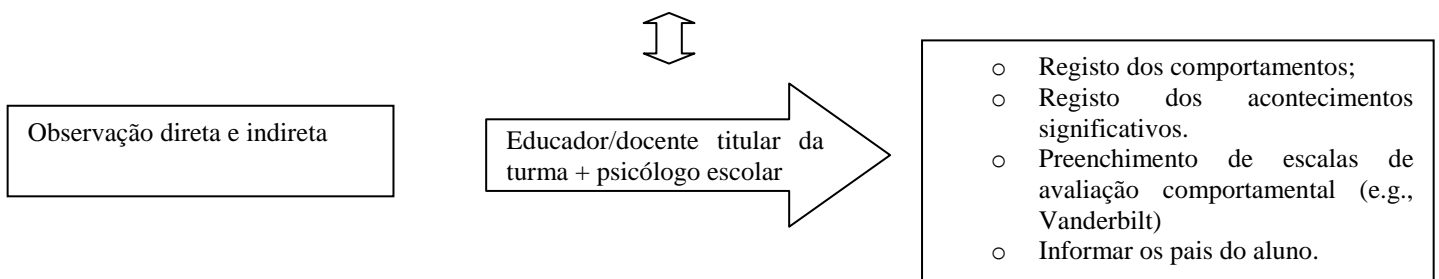 Observação direta e indireta
Educador/docente titular da
turma + psicólogo escolar
o Registo dos comportamentos;
o Registo dos acontecimentos
significativos.
o Preenchimento de escalas de
avaliação comportamental (e.g.,
Vanderbilt)
o Informar os pais do aluno.